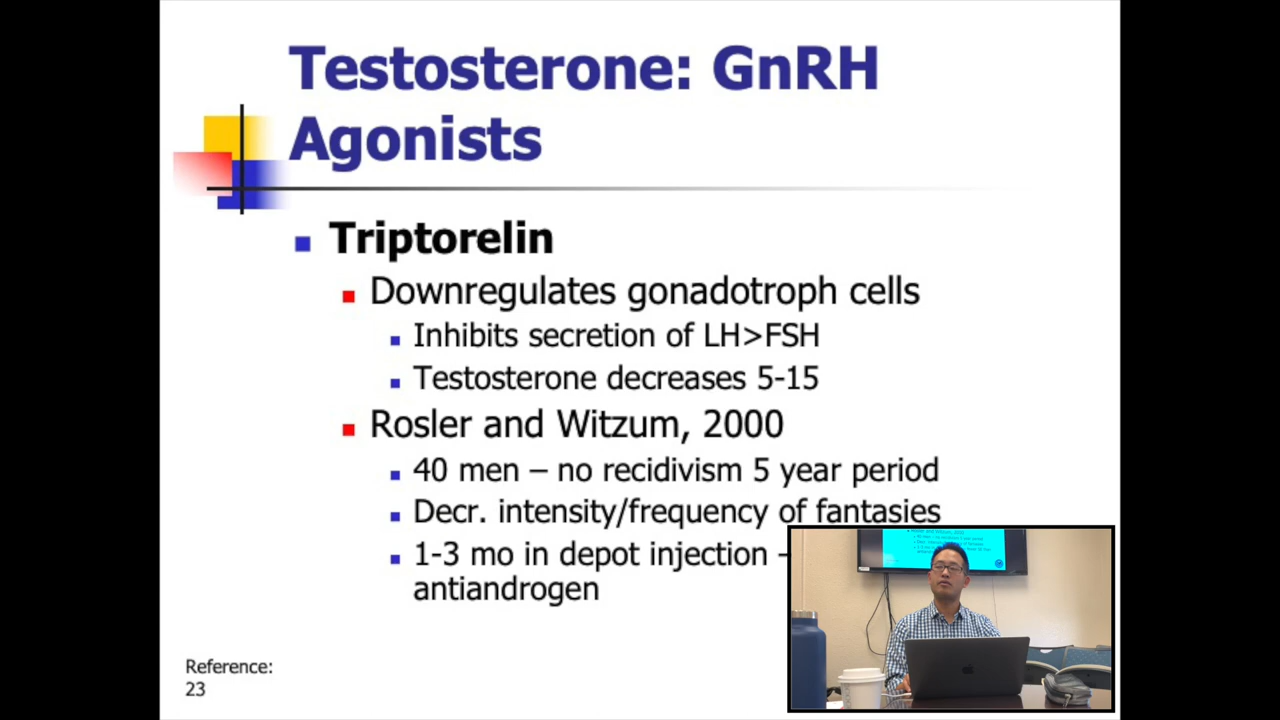 Testosterone: GnRH
Agonists
Triptorelin
Downregulates gonadotroph cells
Inhibits secretion of LH>FSH
Testosterone decreases 5-15
Rosler and Witzum, 2000
40 men – no recidivism 5 year period
Decr. intensity/frequency of fantasies
1-3 mo in depot injection -
antiandrogen
Reference:
23